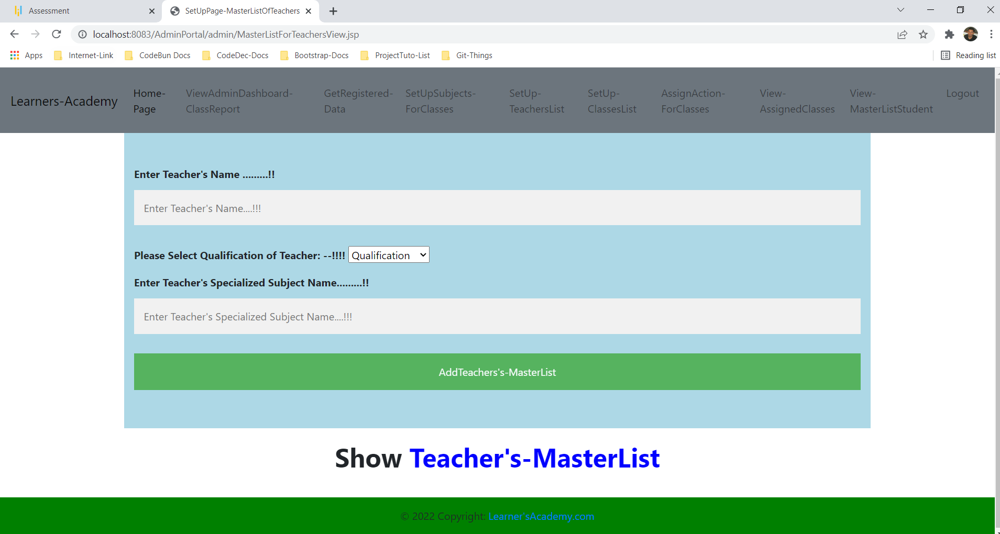 Assessment
SetUpPage-MasterListOfTeachers
localhost:8083/AdminPortal/admin/MasterListForTeachersView.jsp
Apps
Internet-Link
CodeBun Docs
CodeDec-Docs
Bootstrap-Docs
ProjectTuto-List
Git-Things
Reading list
Learners-Academy
Home-
Page
ViewAdminDashboard-
ClassReport
GetRegistered-
Data
SetUpSubjects-
ForClasses
SetUp-
TeachersList
SetUp-
ClassesList
AssignAction-
ForClasses
View-
AssignedClasses
View-
MasterListStudent
Logout
Enter Teacher's Name .........!!
Enter Teacher's Name....!!!
Please Select Qualification of Teacher: --!!!! Qualification
Enter Teacher's Specialized Subject Name.........!!
Enter Teacher's Specialized Subject Name....!!!
AddTeachers's-MasterList
Show Teacher's-MasterList
© 2022 Copyright: Learner'sAcademy.com